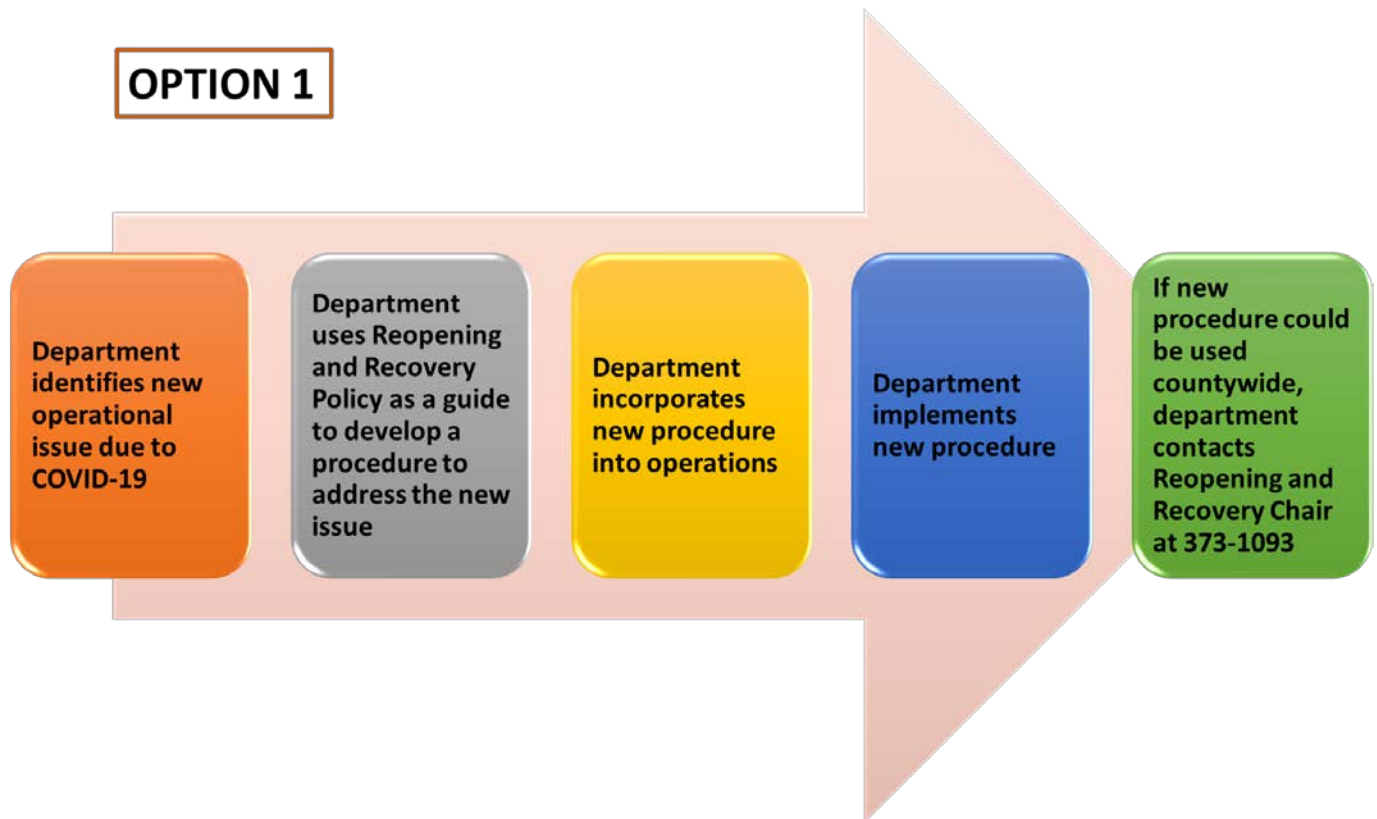 OPTION 1
Department
identifies new
operational
issue due to
COVID-19
Department
uses Reopening
and Recovery
Policy as a guide
to develop a
procedure to
address the new
issue
Department
incorporates
new procedure
into operations
Department
implements
new procedure
If new
procedure could
be used
countywide,
department
contacts
Reopening and
Recovery Chair
at 373-1093